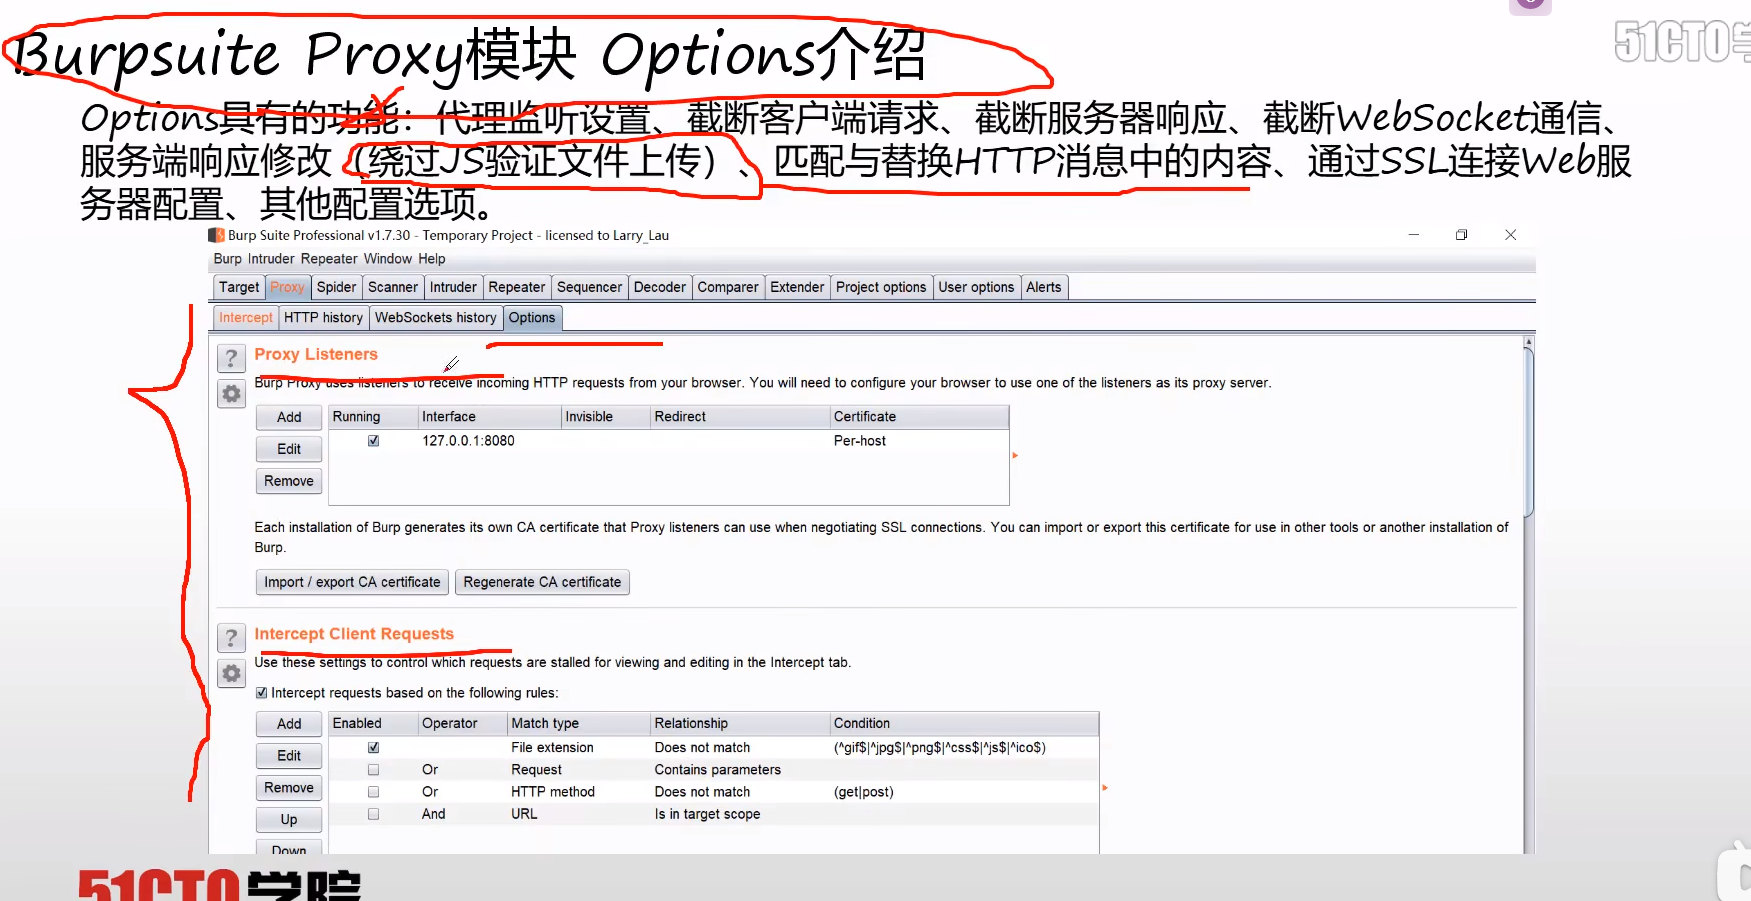 51CTO学
Burpsuite Proxy模块 Options介绍
Options具有的功能：代理监听设置、截断客户端请求、截断服务器响应、截断WebSocket通信、
服务端响应修改（绕过JS验证文件上传）、匹配与替换HTTP消息中的内容、通过SSL连接Web服
务器配置、其他配置选项。
Burp Suite Professional v1.7.30 - Temporary Project - licensed to Larry_Lau
Burp Intruder Repeater Window Help
Target Proxy Spider Scanner Intruder Repeater Sequencer Decoder Comparer Extender Project options User options Alerts
Intercept HTTP history WebSockets history Options
? Proxy Listeners
Burp Proxy uses listeners to receive incoming HTTP requests from your browser. You will need to configure your browser to use one of the listeners as its proxy server.
Add Running Interface Invisible Redirect Certificate
127.0.0.1:8080 Per-host
Edit
Remove
Each installation of Burp generates its own CA certificate that Proxy listeners can use when negotiating SSL connections. You can import or export this certificate for use in other tools or another installation of
Burp.
Import / export CA certificate Regenerate CA certificate
? Intercept Client Requests
Use these settings to control which requests are stalled for viewing and editing in the Intercept tab.
Intercept requests based on the following rules:
Add Enabled Operator Match type Relationship Condition
File extension Does not match (^gif$|^jpg$|^png$|^css$|^js$|^ico$)
Edit
Or Request Contains parameters
Remove Or HTTP method Does not match (get|post)
Up And URL Is in target scope
Down
51CTO学院